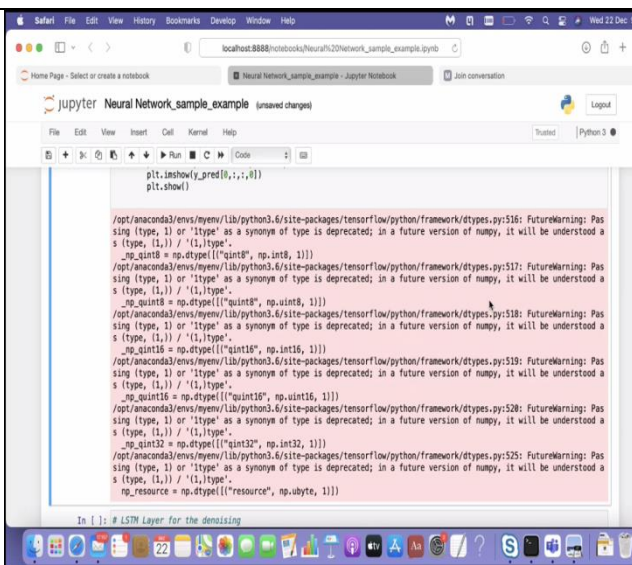 Safari File Edit View History Bookmarks Develop Window Help Wed 22 Dec
localhost:8888/notebooks/Neural%20Network_sample_example.ipynb
Home Page - Select or create a notebook
Neural Network_sample_example - Jupyter Notebook
Join conversation
jupyter Neural Network_sample_example (unsaved changes)
Logout
File Edit View Insert Cell Kernel Help
Trusted
Python 3
Run
Code
plt.imshow(y_pred[0,:,:,0])
plt.show()
/opt/anaconda3/envs/myenv/lib/python3.6/site-packages/tensorflow/python/framework/dtypes.py:516: FutureWarning: Pas
sing (type, 1) or '1type' as a synonym of type is deprecated; in a future version of numpy, it will be understood a
s (type, (1,)) / '(1,)type'.
_np_qint8 = np.dtype([("qint8", np.int8, 1)])
/opt/anaconda3/envs/myenv/lib/python3.6/site-packages/tensorflow/python/framework/dtypes.py:517: FutureWarning: Pas
sing (type, 1) or '1type' as a synonym of type is deprecated; in a future version of numpy, it will be understood a
s (type, (1,)) / '(1,)type'.
_np_quint8 = np.dtype([("quint8", np.uint8, 1)])
/opt/anaconda3/envs/myenv/lib/python3.6/site-packages/tensorflow/python/framework/dtypes.py:518: FutureWarning: Pas
sing (type, 1) or '1type' as a synonym of type is deprecated; in a future version of numpy, it will be understood a
s (type, (1,)) / '(1,)type'.
_np_qint16 = np.dtype([("qint16", np.int16, 1)])
/opt/anaconda3/envs/myenv/lib/python3.6/site-packages/tensorflow/python/framework/dtypes.py:519: FutureWarning: Pas
sing (type, 1) or '1type' as a synonym of type is deprecated; in a future version of numpy, it will be understood a
s (type, (1,)) / '(1,)type'.
_np_quint16 = np.dtype([("quint16", np.uint16, 1)])
/opt/anaconda3/envs/myenv/lib/python3.6/site-packages/tensorflow/python/framework/dtypes.py:520: FutureWarning: Pas
sing (type, 1) or '1type' as a synonym of type is deprecated; in a future version of numpy, it will be understood a
s (type, (1,)) / '(1,)type'.
_np_qint32 = np.dtype([("qint32", np.int32, 1)])
/opt/anaconda3/envs/myenv/lib/python3.6/site-packages/tensorflow/python/framework/dtypes.py:525: FutureWarning: Pas
sing (type, 1) or '1type' as a synonym of type is deprecated; in a future version of numpy, it will be understood a
s (type, (1,)) / '(1,)type'.
np_resource = np.dtype([("resource", np.ubyte, 1)])
In [ ]: # LSTM Layer for the denoising